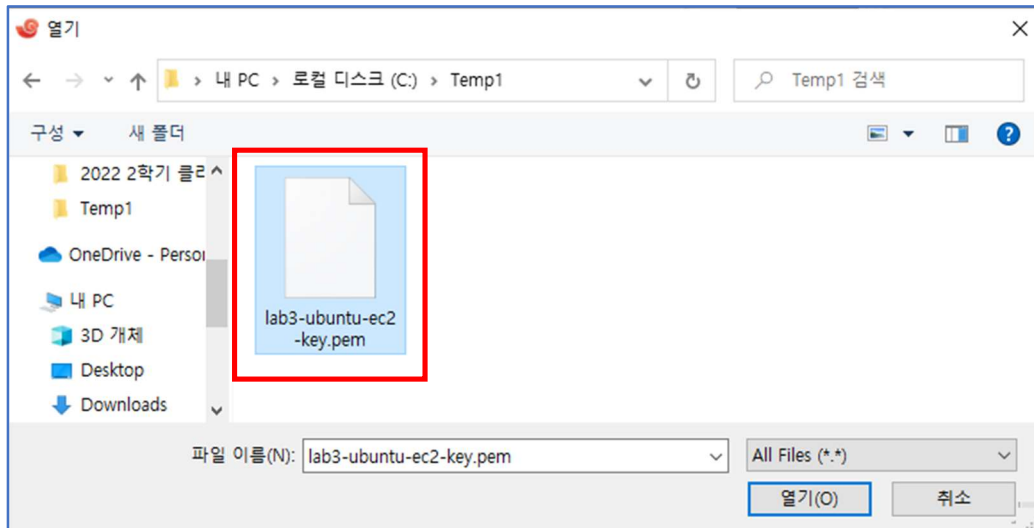 열기
내 PC > 로컬 디스크 (C:) > Temp1
Temp1 검색
구성
새 폴더
2022 2학기 클
Temp1
OneDrive - Person
내 PC
3D 개체
Desktop
Downloads
lab3-ubuntu-ec2
-key.pem
파일 이름(N):
lab3-ubuntu-ec2-key.pem
All Files (*.*)
열기(O)
취소